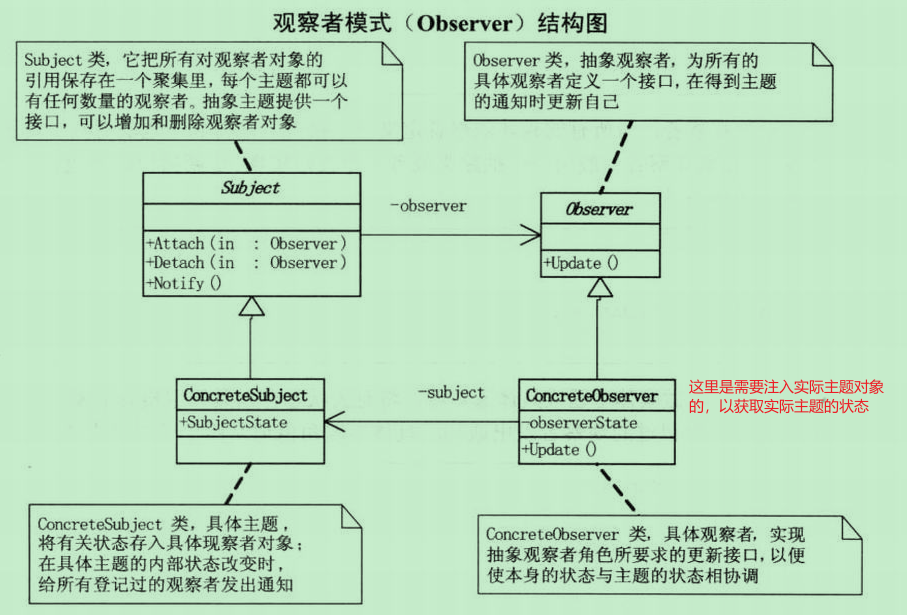 观察者模式（Observer）结构图
Subject 类，它把所有对观察者对象的
引用保存在一个聚集里，每个主题都可以
有任何数量的观察者。抽象主题提供一个
接口，可以增加和删除观察者对象
Observer 类，抽象观察者，为所有的
具体观察者定义一个接口，在得到主题
的通知时更新自己
Subject
+Attach(in : Observer)
+Detach(in : Observer)
+Notify()
-observer
Observer
+Update()
ConcreteSubject
+SubjectState
-subject
ConcreteObserver
-observerState
+Update()
这里是需要注入实际主题对象
的，以获取实际主题的状态
ConcreteSubject 类，具体主题，
将有关状态存入具体现察者对象；
在具体主题的内部状态改变时，
给所有登记过的观察者发出通知
ConcreteObserver 类，具体观察者，实现
抽象观察者角色所要求的更新接口，以便
使本身的状态与主题的状态相协调